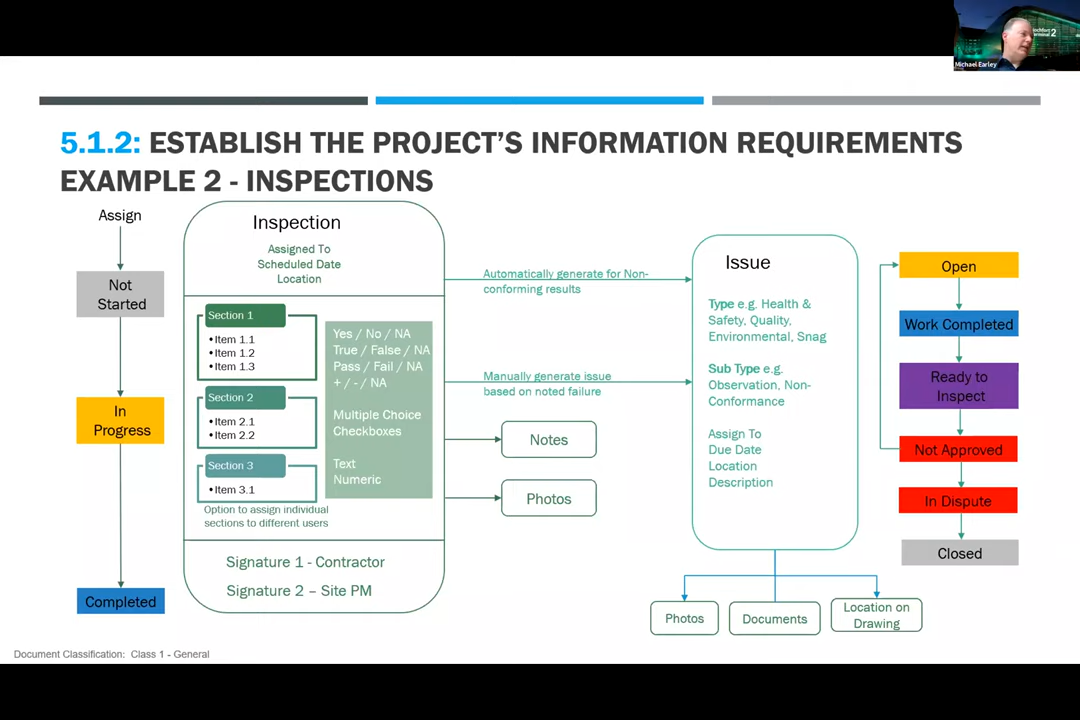 Terminal 2
Michael Earley
5.1.2: ESTABLISH THE PROJECT'S INFORMATION REQUIREMENTS
EXAMPLE 2 - INSPECTIONS
Assign
Not
Started
In
Progress
Completed
Inspection
Assigned To
Scheduled Date
Location
Section 1
•Item 1.1
•Item 1.2
•Item 1.3
Section 2
•Item 2.1
•Item 2.2
Section 3
•Item 3.1
Option to assign individual
sections to different users
Yes / No / NA
True / False / NA
Pass / Fail / NA
+ / - / NA
Multiple Choice
Checkboxes
Text
Numeric
Signature 1 - Contractor
Signature 2 – Site PM
Automatically generate for Non-
conforming results
Manually generate issue
based on noted failure
Notes
Photos
Issue
Type e.g. Health &
Safety, Quality,
Environmental, Snag
Sub Type e.g.
Observation, Non-
Conformance
Assign To
Due Date
Location
Description
Photos
Documents
Location on
Drawing
Open
Work Completed
Ready to
Inspect
Not Approved
In Dispute
Closed
Document Classification: Class 1 - General